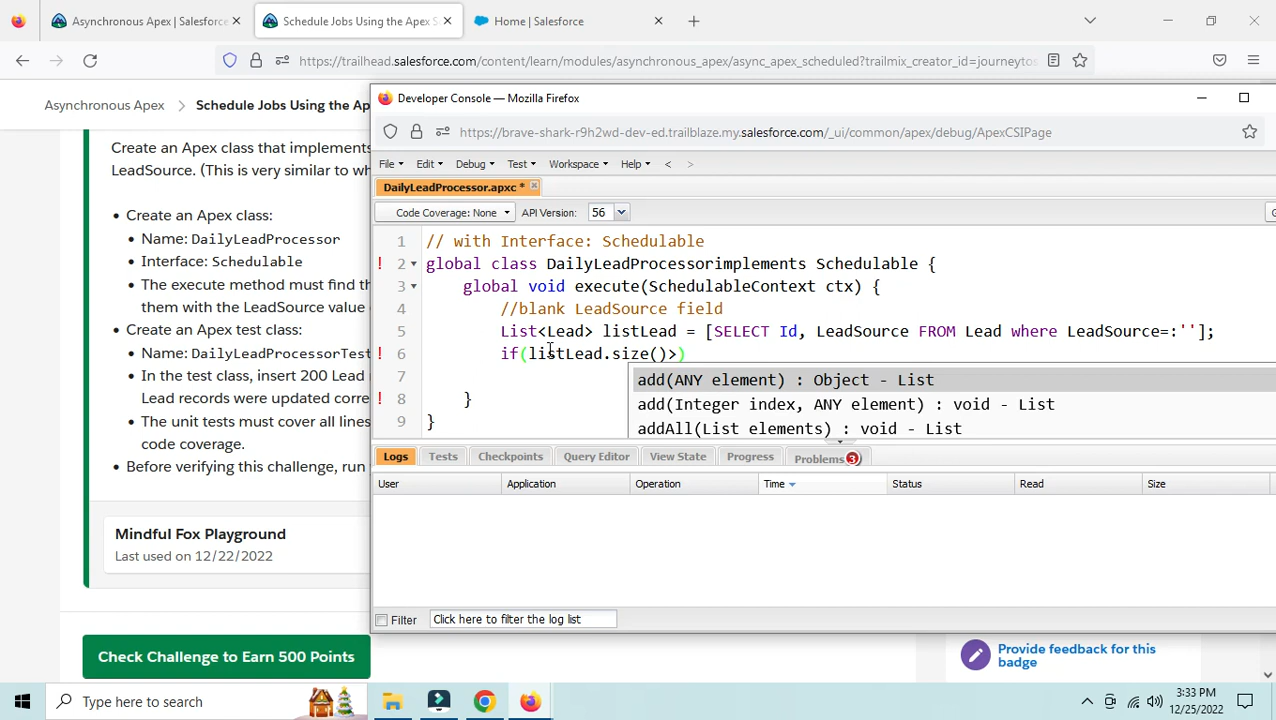 Asynchronous Apex | Salesforce
Schedule Jobs Using the Apex S
Home | Salesforce
https://trailhead.salesforce.com/content/learn/modules/asynchronous_apex/async_apex_scheduled?trailmix_creator_id=journeytos
Asynchronous Apex
Schedule Jobs Using the Ap
Create an Apex class that implements
LeadSource. (This is very similar to wh
Create an Apex class:
Name: DailyLeadProcessor
Interface: Schedulable
The execute method must find th
them with the LeadSource value
Create an Apex test class:
Name: DailyLeadProcessorTest
In the test class, insert 200 Lead
Lead records were updated corre
The unit tests must cover all lines
code coverage.
Before verifying this challenge, run
Mindful Fox Playground
Last used on 12/22/2022
Check Challenge to Earn 500 Points
Developer Console — Mozilla Firefox
https://brave-shark-r9h2wd-dev-ed.trailblaze.my.salesforce.com/_ui/common/apex/debug/ApexCSIPage
File Edit Debug Test Workspace Help < >
DailyLeadProcessor.apxc *
Code Coverage: None API Version: 56
1 // with Interface: Schedulable
! 2 global class DailyLeadProcessorimplements Schedulable {
3 global void execute(SchedulableContext ctx) {
4 //blank LeadSource field
5 List<Lead> listLead = [SELECT Id, LeadSource FROM Lead where LeadSource=:''];
! 6 if(listLead.size()>)
7
add(ANY element) : Object - List
! 8 }
add(Integer index, ANY element) : void - List
9 }
addAll(List elements) : void - List
Logs Tests Checkpoints Query Editor View State Progress Problems 3
User Application Operation Time Status Read Size
Filter Click here to filter the log list
Provide feedback for this
badge
Type here to search
3:33 PM
12/25/2022